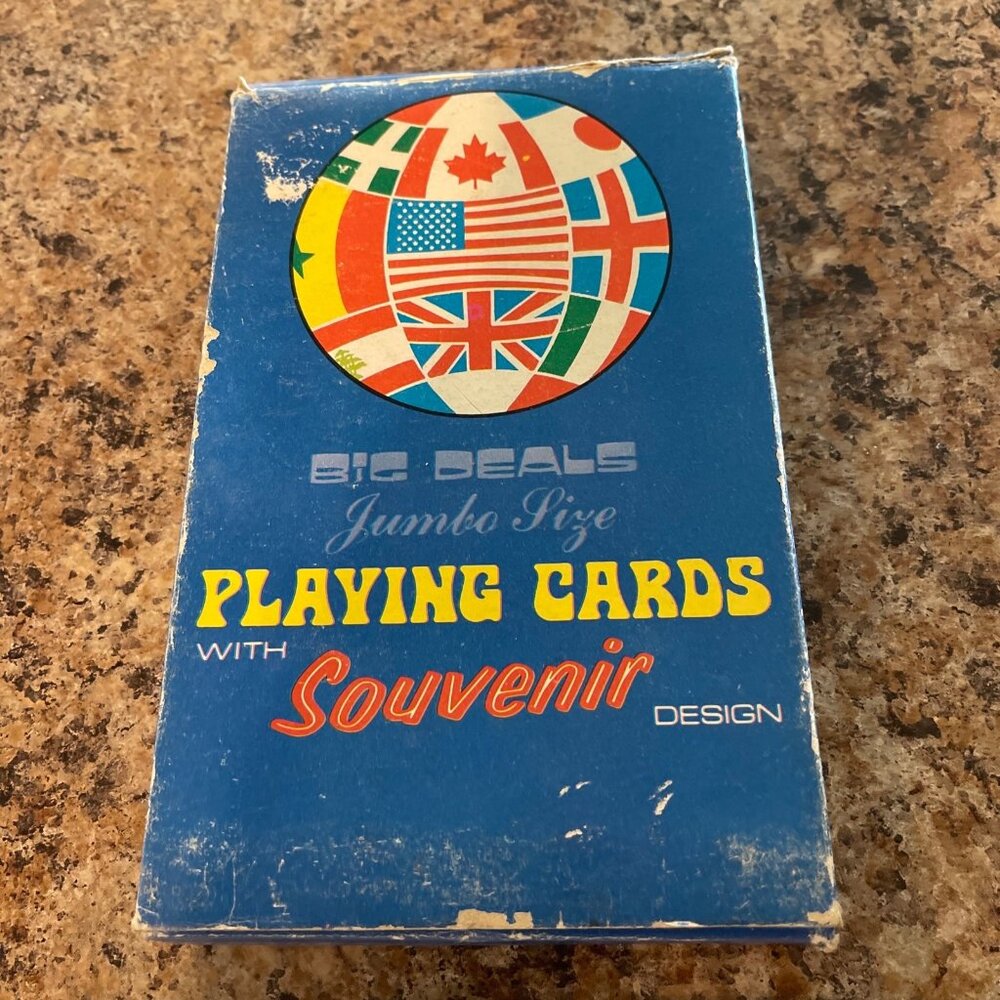 BiG DEALS
Jumbo Size
PLAYING CARDS
WITH Souvenir DESIGN